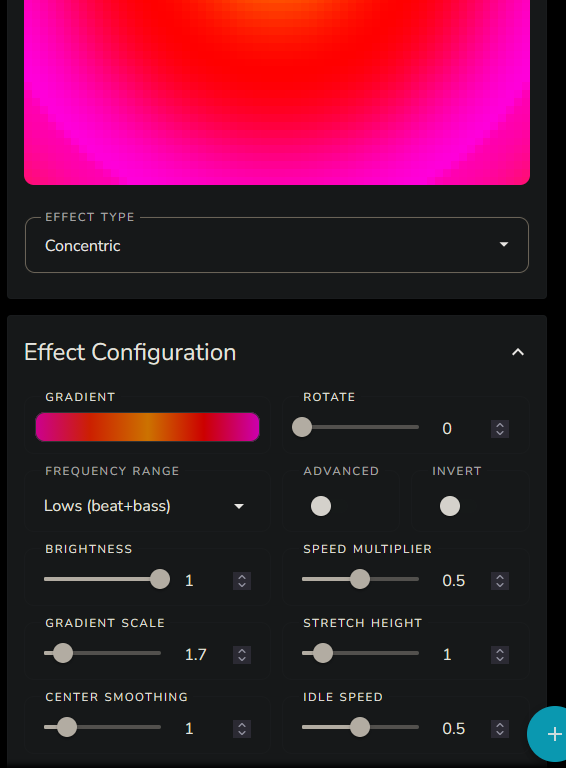 EFFECT TYPE
Concentric
Effect Configuration
GRADIENT
ROTATE
0
FREQUENCY RANGE
ADVANCED
INVERT
Lows (beat+bass)
BRIGHTNESS
SPEED MULTIPLIER
1
0.5
GRADIENT SCALE
STRETCH HEIGHT
1.7
1
CENTER SMOOTHING
IDLE SPEED
1
0.5